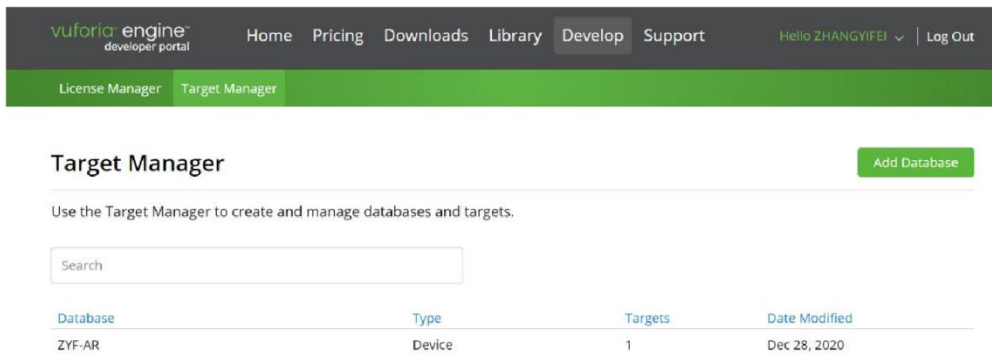 vuforia engine™
developer portal
Home Pricing Downloads Library Develop Support Hello ZHANGYIFEI | Log Out
License Manager Target Manager
Target Manager
Add Database
Use the Target Manager to create and manage databases and targets.
Search
Database Type Targets Date Modified
ZYF-AR Device 1 Dec 28, 2020